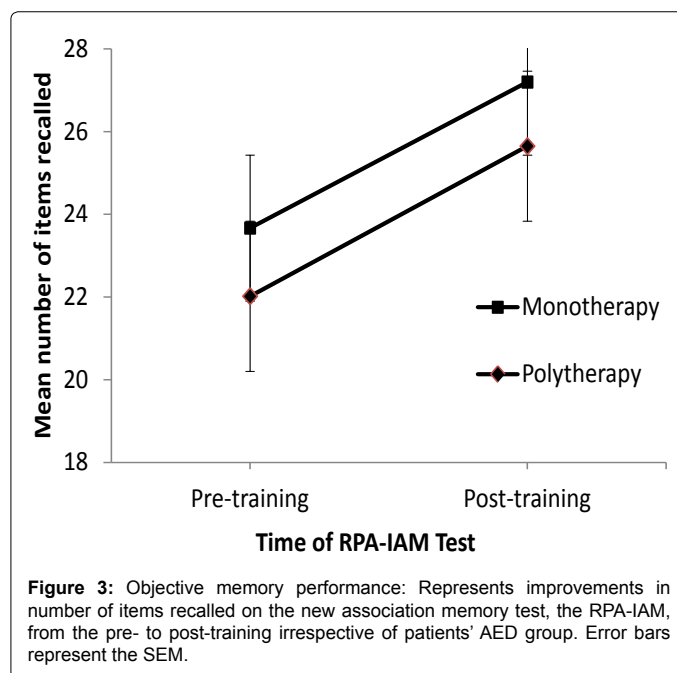 Mean number of items recalled
28
26
24
22
20
18
Monotherapy
Polytherapy
Pre-training
Post-training
Time of RPA-IAM Test
Figure 3: Objective memory performance: Represents improvements in
number of items recalled on the new association memory test, the RPA-IAM,
from the pre- to post-training irrespective of patients' AED group. Error bars
represent the SEM.